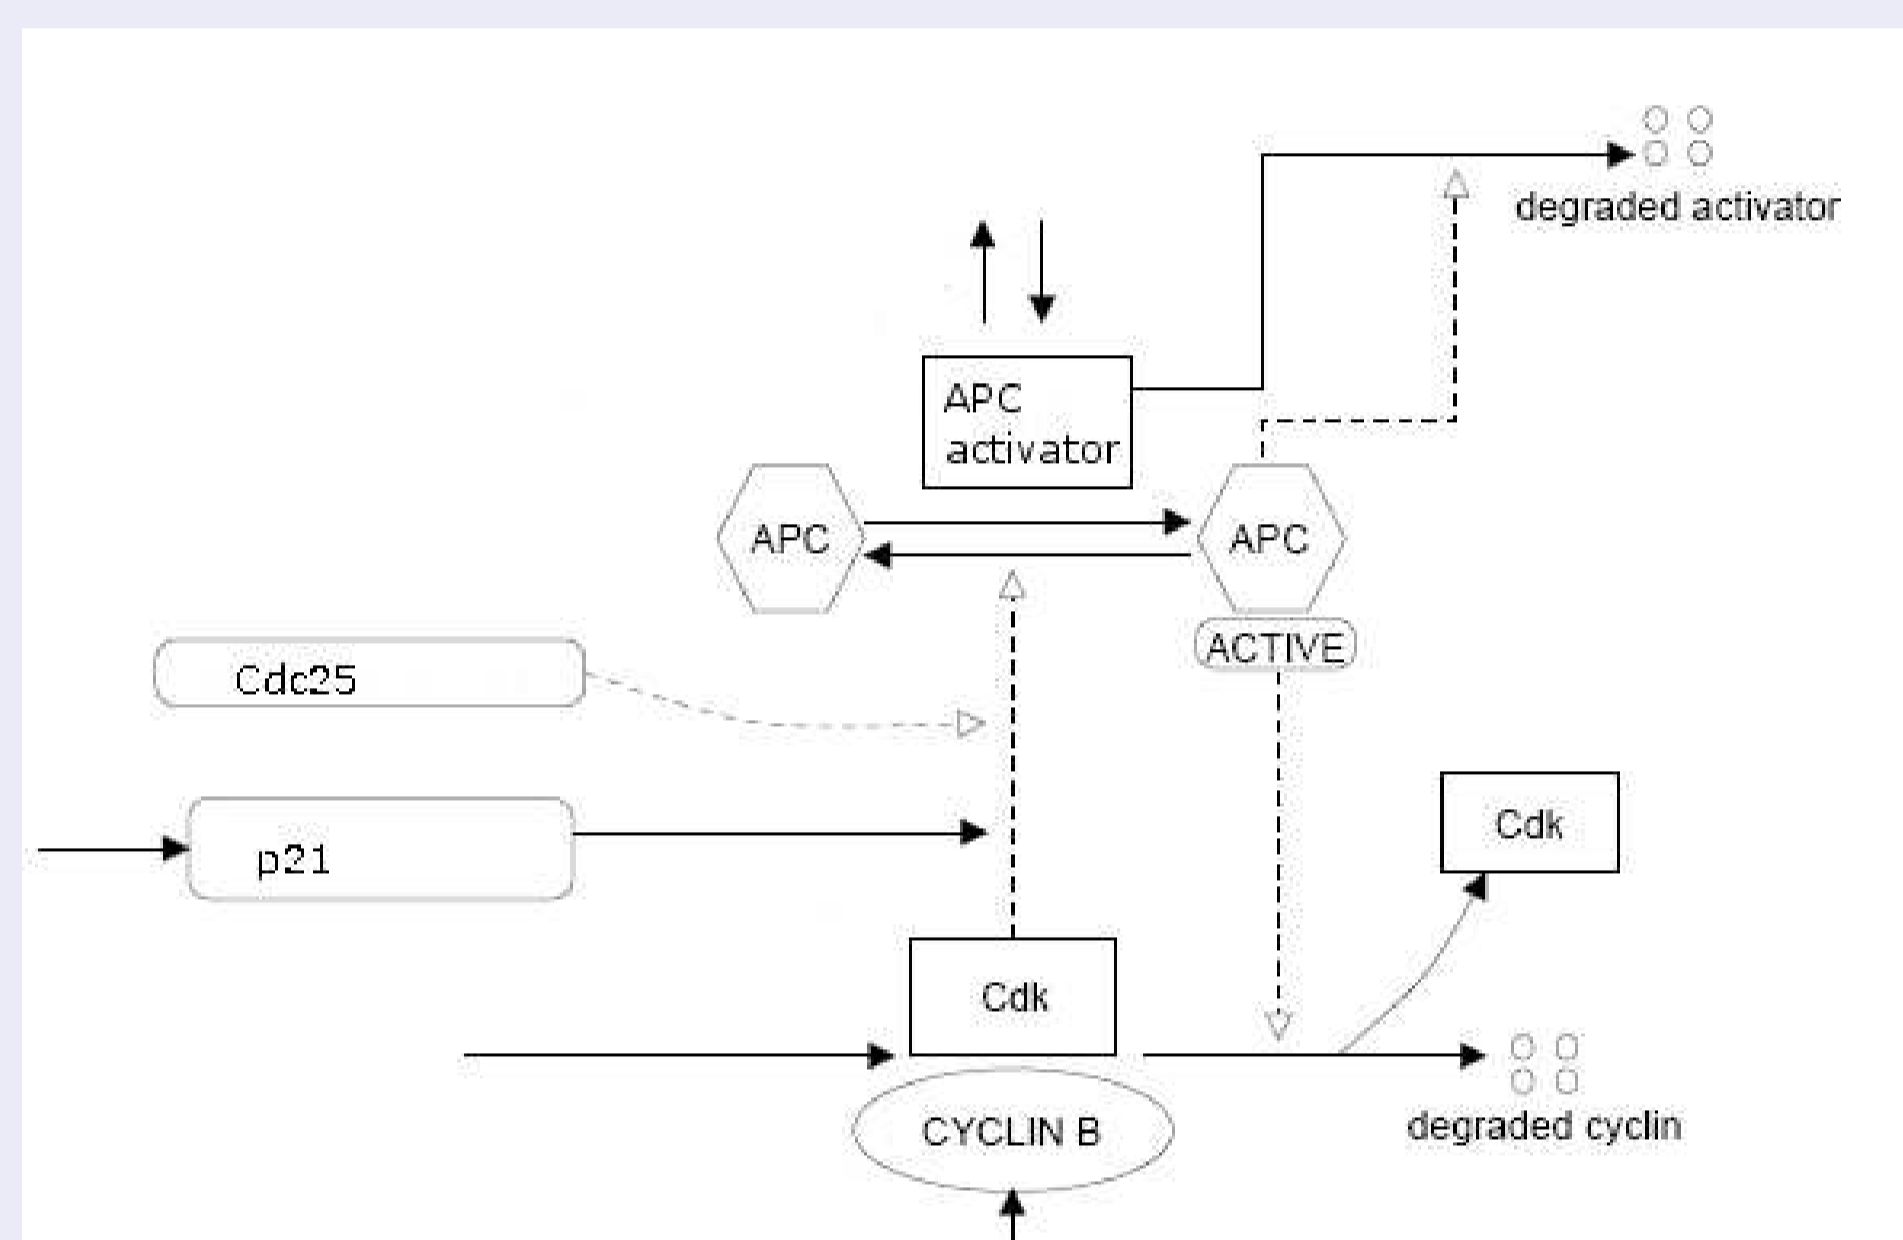 degraded activator
APC
activator
APC
APC
ACTIVE
Cdc25
Cdk
p21
Cdk
degraded cyclin
CYCLIN B